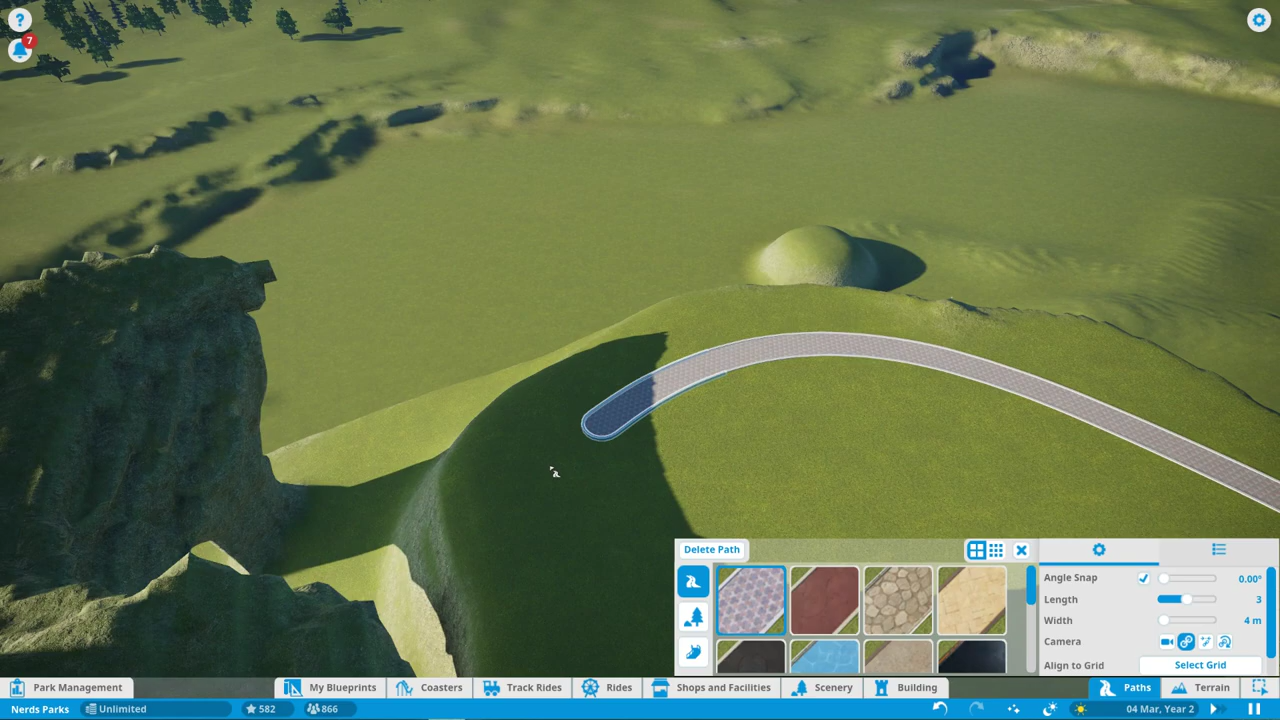 ?
7
Delete Path
Angle Snap 0.00°
Length 3
Width 4 m
Camera
Align to Grid Select Grid
Park Management My Blueprints Coasters Track Rides Rides Shops and Facilities Scenery Building Paths Terrain
Nerds Parks Unlimited 582 866 04 Mar, Year 2